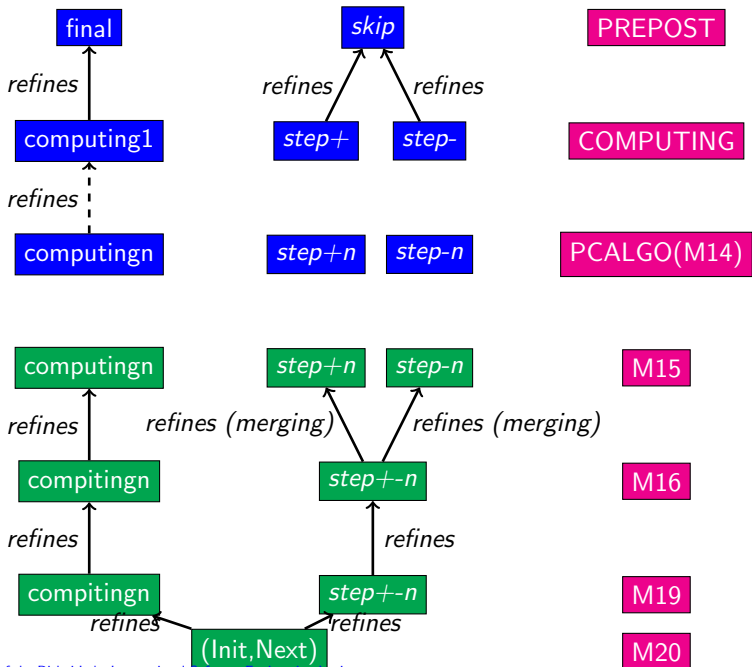 final skip PREPOST
refines refines refines
computing1 step+ step- COMPUTING
refines
computingn step+n step-n PCALGO(M14)
computingn step+n step-n M15
refines refines (merging) refines (merging)
compitingn step+-n M16
refines refines
compitingn step+-n M19
refines refines
(Init,Next) M20